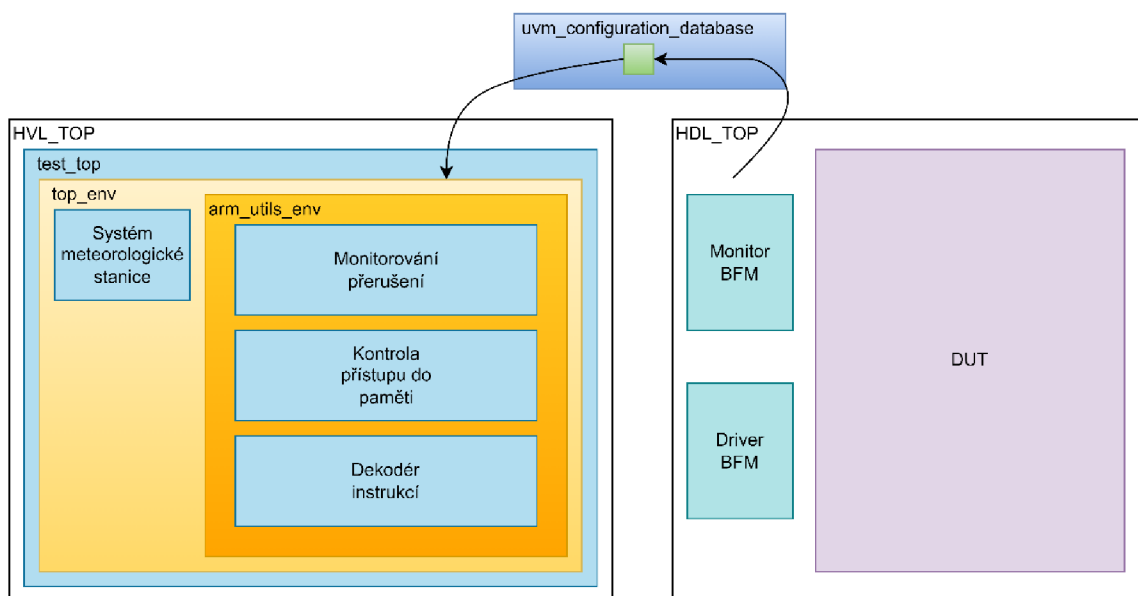 uvm_configuration_database
HVL_TOP
test_top
top_env
Systém
meteorologické
stanice
arm_utils_env
Monitorování
přerušení
Kontrola
přístupu do
paměti
Dekodér
instrukcí
HDL_TOP
Monitor
BFM
Driver
BFM
DUT